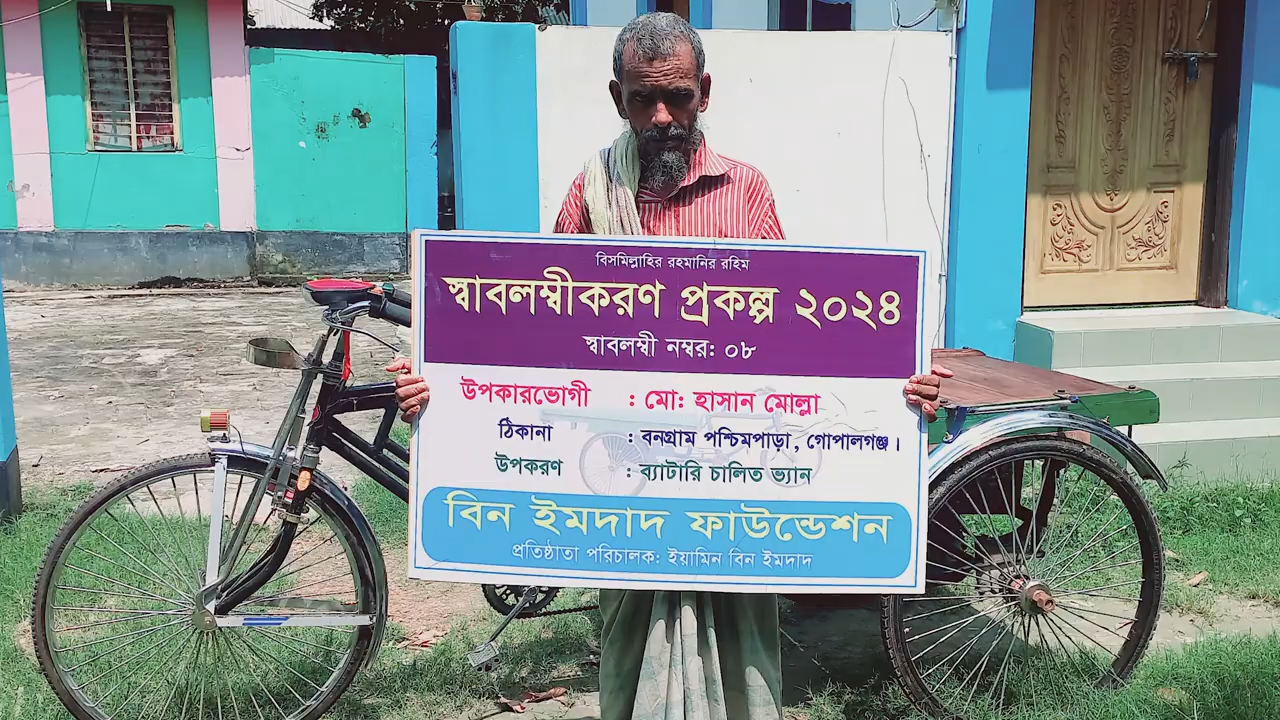 বিসমিল্লাহির রহমানির রহিম
স্বাবলম্বীকরণ প্রকল্প ২০২৪
স্বাবলম্বী নম্বর: ০৮
উপকারভোগী : মো: হাসান মোল্লা
ঠিকানা : বনগ্রাম পশ্চিমপাড়া, গোপালগঞ্জ।
উপকরণ : ব্যাটারি চালিত ভ্যান
বিন ইমদাদ ফাউন্ডেশন
প্রতিষ্ঠাতা পরিচালক: ইয়ামিন বিন ইমদাদ